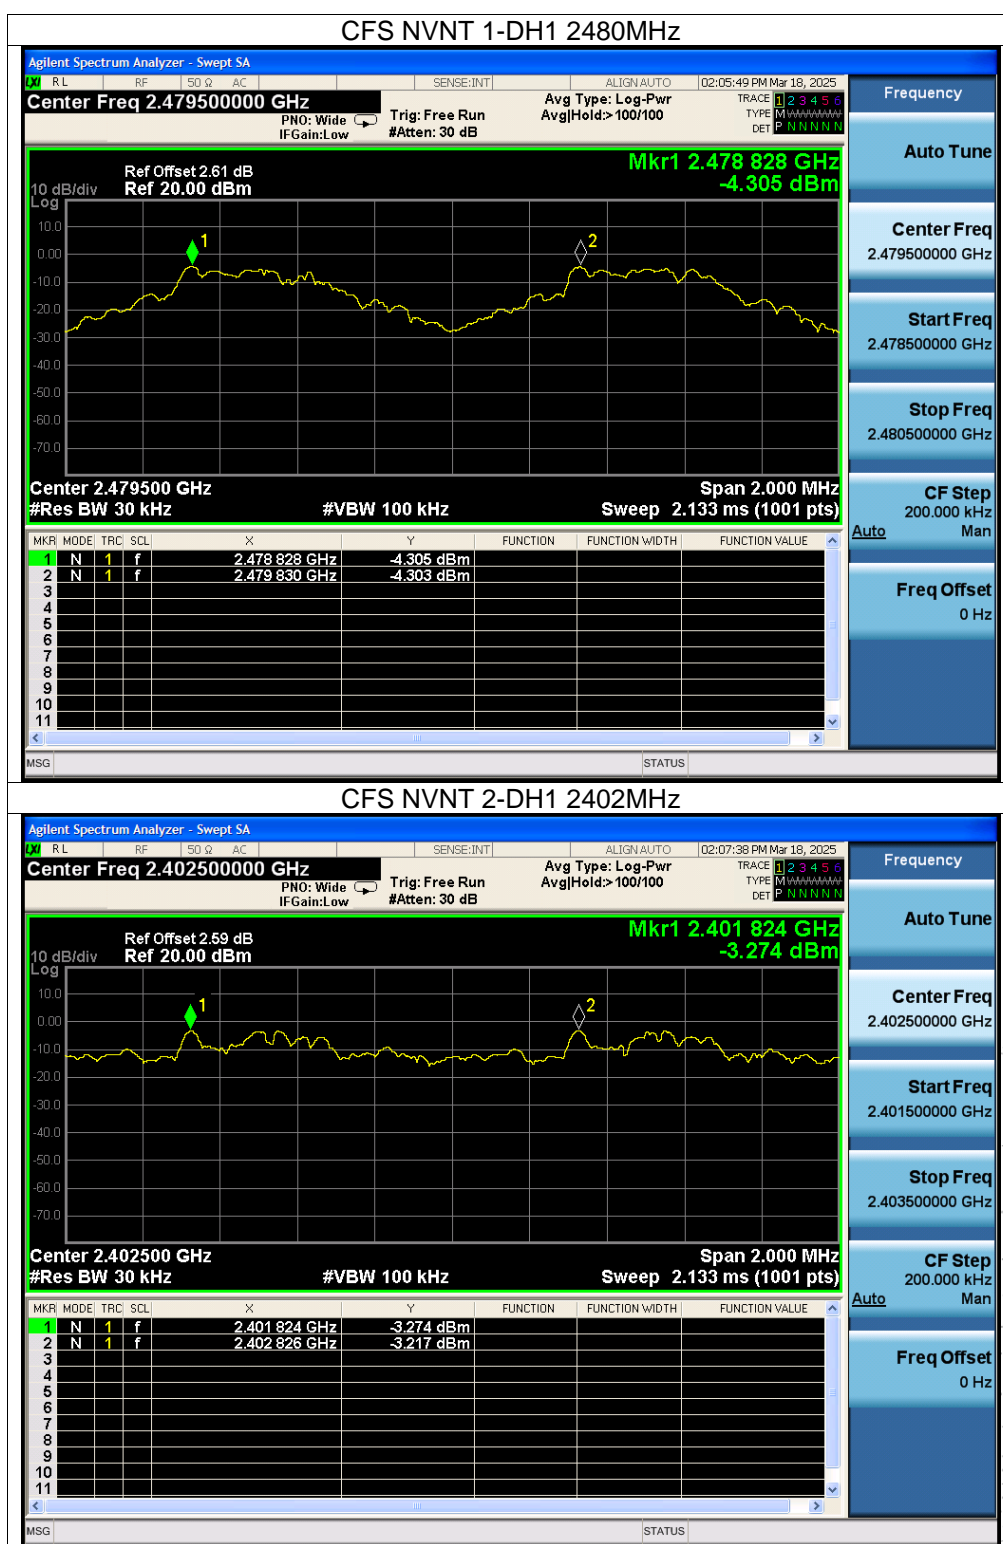 CFS NVNT 1-DH1 2480MHz
Agilent Spectrum Analyzer - Swept SA
LXI RL RF 50 Ω AC SENSE:INT ALIGN AUTO 02:05:49 PM Mar 18, 2025
Center Freq 2.479500000 GHz
PNO: Wide
IFGain:Low
Trig: Free Run
#Atten: 30 dB
Avg Type: Log-Pwr
Avg|Hold:>100/100
TRACE 1 2 3 4 5 6
TYPE M WWWWW
DET P N N N N N
Mkr1 2.478 828 GHz
-4.305 dBm
Ref Offset 2.61 dB
10 dB/div Ref 20.00 dBm
Log
10.0
0.00
-10.0
-20.0
-30.0
-40.0
-50.0
-60.0
-70.0
1
2
Center 2.479500 GHz Span 2.000 MHz
#Res BW 30 kHz #VBW 100 kHz Sweep 2.133 ms (1001 pts)
MKR MODE TRC SCL X Y FUNCTION FUNCTION WIDTH FUNCTION VALUE
1 N 1 f 2.478 828 GHz -4.305 dBm
2 N 1 f 2.479 830 GHz -4.303 dBm
3
4
5
6
7
8
9
10
11
MSG STATUS
Frequency
Auto Tune
Center Freq
2.479500000 GHz
Start Freq
2.478500000 GHz
Stop Freq
2.480500000 GHz
CF Step
200.000 kHz
Auto Man
Freq Offset
0 Hz
CFS NVNT 2-DH1 2402MHz
Agilent Spectrum Analyzer - Swept SA
LXI RL RF 50 Ω AC SENSE:INT ALIGN AUTO 02:07:38 PM Mar 18, 2025
Center Freq 2.402500000 GHz
PNO: Wide
IFGain:Low
Trig: Free Run
#Atten: 30 dB
Avg Type: Log-Pwr
Avg|Hold:>100/100
TRACE 1 2 3 4 5 6
TYPE M WWWWW
DET P N N N N N
Mkr1 2.401 824 GHz
-3.274 dBm
Ref Offset 2.59 dB
10 dB/div Ref 20.00 dBm
Log
10.0
0.00
-10.0
-20.0
-30.0
-40.0
-50.0
-60.0
-70.0
1
2
Center 2.402500 GHz Span 2.000 MHz
#Res BW 30 kHz #VBW 100 kHz Sweep 2.133 ms (1001 pts)
MKR MODE TRC SCL X Y FUNCTION FUNCTION WIDTH FUNCTION VALUE
1 N 1 f 2.401 824 GHz -3.274 dBm
2 N 1 f 2.402 826 GHz -3.217 dBm
3
4
5
6
7
8
9
10
11
MSG STATUS
Frequency
Auto Tune
Center Freq
2.402500000 GHz
Start Freq
2.401500000 GHz
Stop Freq
2.403500000 GHz
CF Step
200.000 kHz
Auto Man
Freq Offset
0 Hz